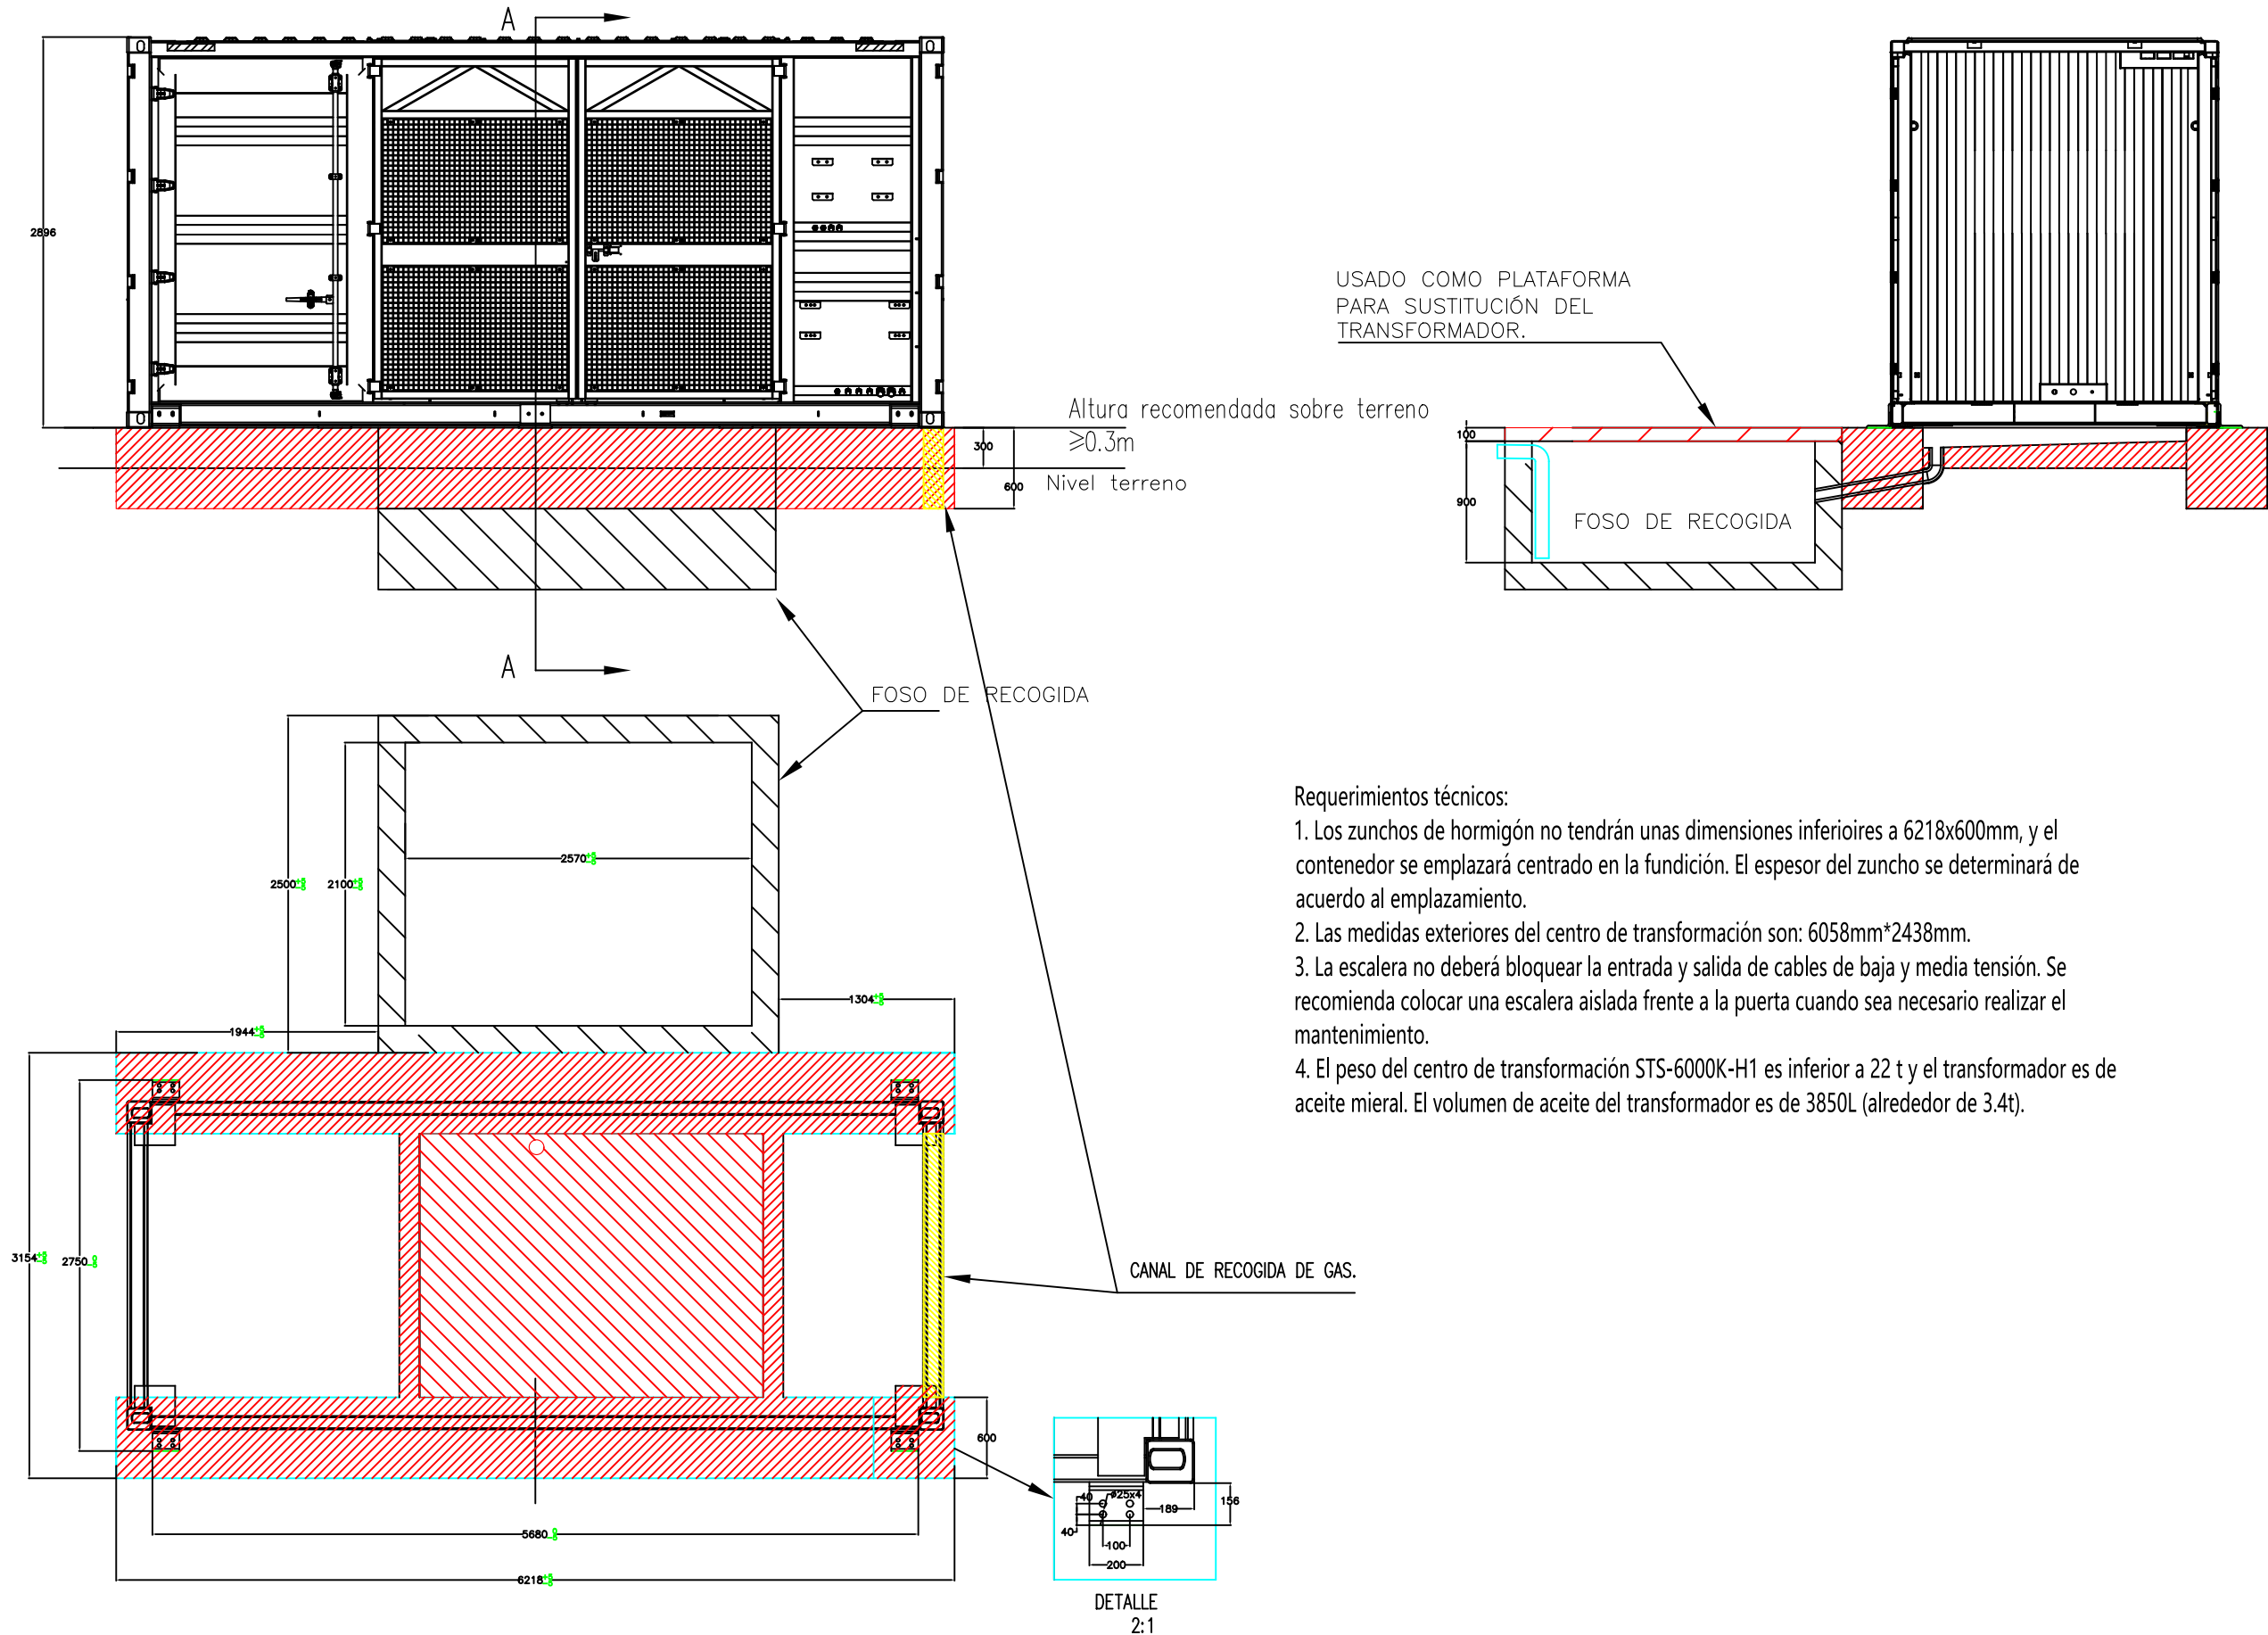 A
2896
USADO COMO PLATAFORMA
PARA SUSTITUCIÓN DEL
TRANSFORMADOR.
Altura recomendada sobre terreno
≥0.3m
300
600
Nivel terreno
100
900
FOSO DE RECOGIDA
A
FOSO DE RECOGIDA
2570
2500
2100
1304
1944
Requerimientos técnicos:
1. Los zunchos de hormigón no tendrán unas dimensiones inferioires a 6218x600mm, y el
contenedor se emplazará centrado en la fundición. El espesor del zuncho se determinará de
acuerdo al emplazamiento.
2. Las medidas exteriores del centro de transformación son: 6058mm*2438mm.
3. La escalera no deberá bloquear la entrada y salida de cables de baja y media tensión. Se
recomienda colocar una escalera aislada frente a la puerta cuando sea necesario realizar el
mantenimiento.
4. El peso del centro de transformación STS-6000K-H1 es inferior a 22 t y el transformador es de
aceite mieral. El volumen de aceite del transformador es de 3850L (alrededor de 3.4t).
3154
2750
CANAL DE RECOGIDA DE GAS.
600
5680
6218
40
Ø25x4
189
156
40
100
200
DETALLE
2:1